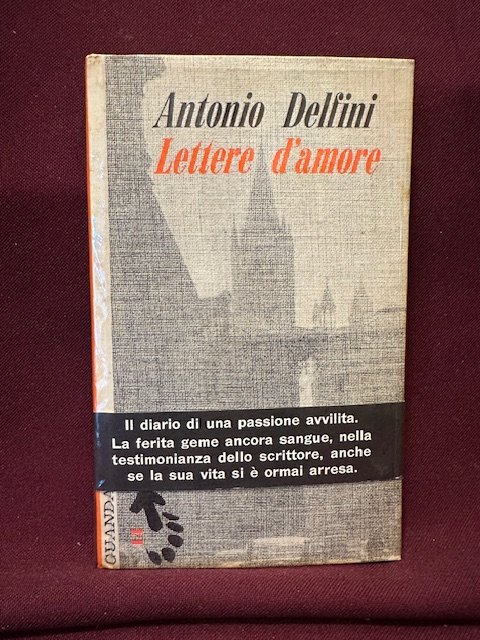 Antonio Delfini
Lettere d'amore
Il diario di una passione avvilita.
La ferita geme ancora sangue, nella
testimonianza dello scrittore, anche
se la sua vita si è ormai arresa.
GUANDA